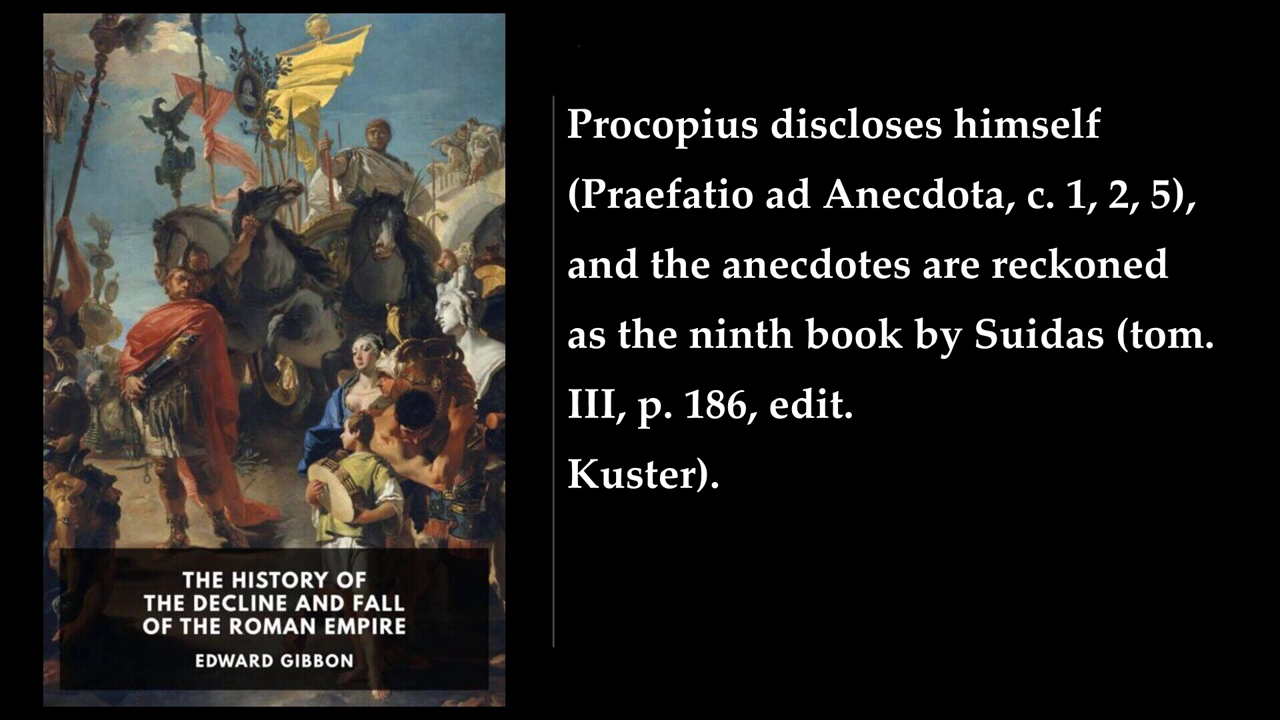 THE HISTORY OF
THE DECLINE AND FALL
OF THE ROMAN EMPIRE
EDWARD GIBBON
Procopius discloses himself
(Praefatio ad Anecdota, c. 1, 2, 5),
and the anecdotes are reckoned
as the ninth book by Suidas (tom.
III, p. 186, edit.
Kuster).